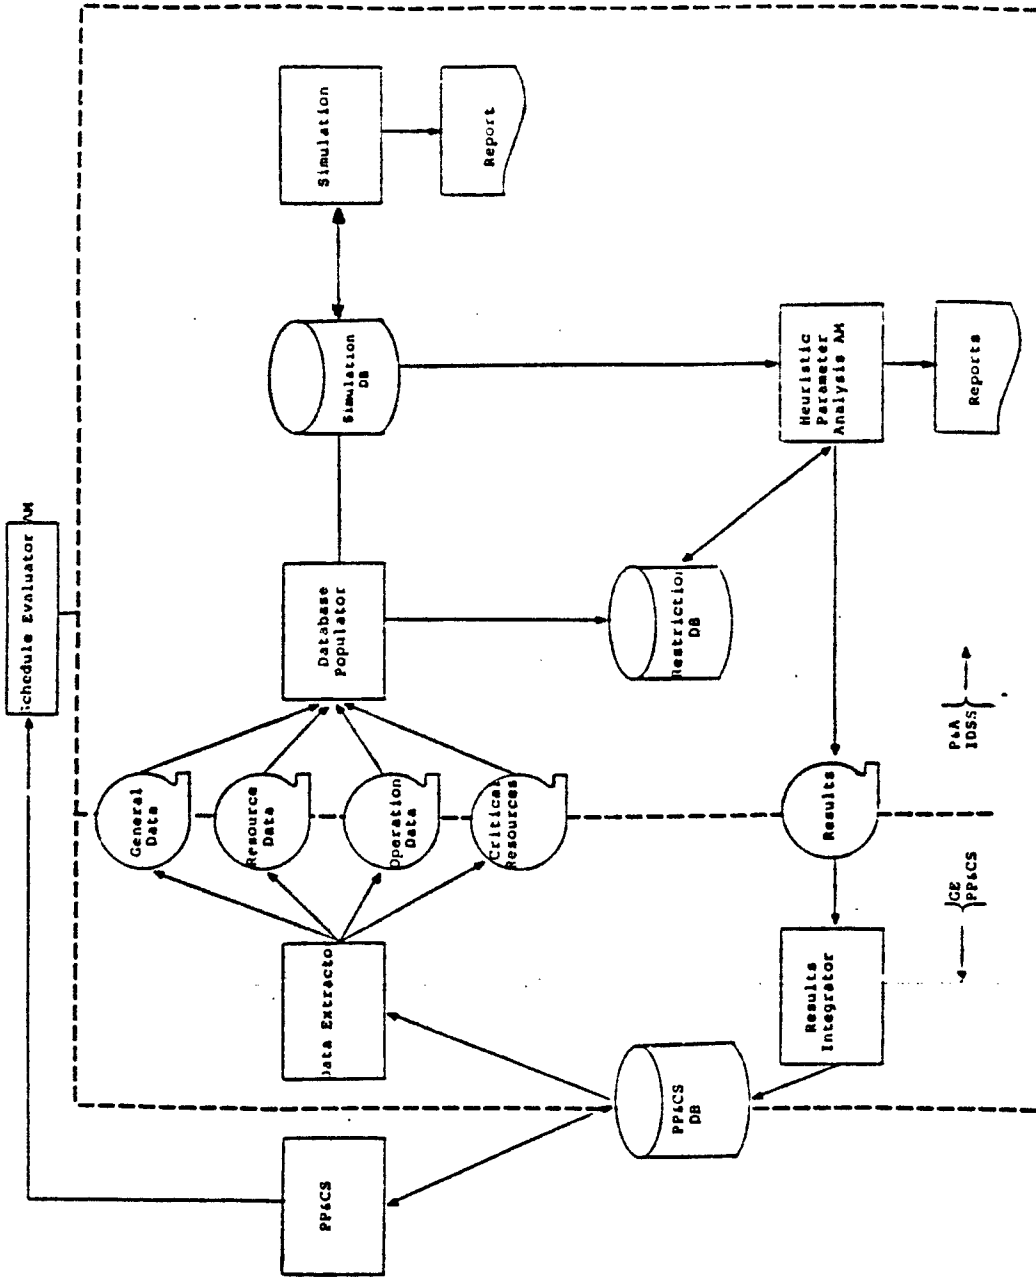 Schedule Evaluator AM
PP&CS
Data Extracto
General
Data
Resource
Data
Operation
Data
Critical
Resources
Database
Populator
Simulation
DB
Simulation
Report
PP&CS
DB
Restriction
DB
Results
Integrator
Results
Heuristic
Parameter
Analysis AM
Reports
GE
PP&CS
P&A
IDSS